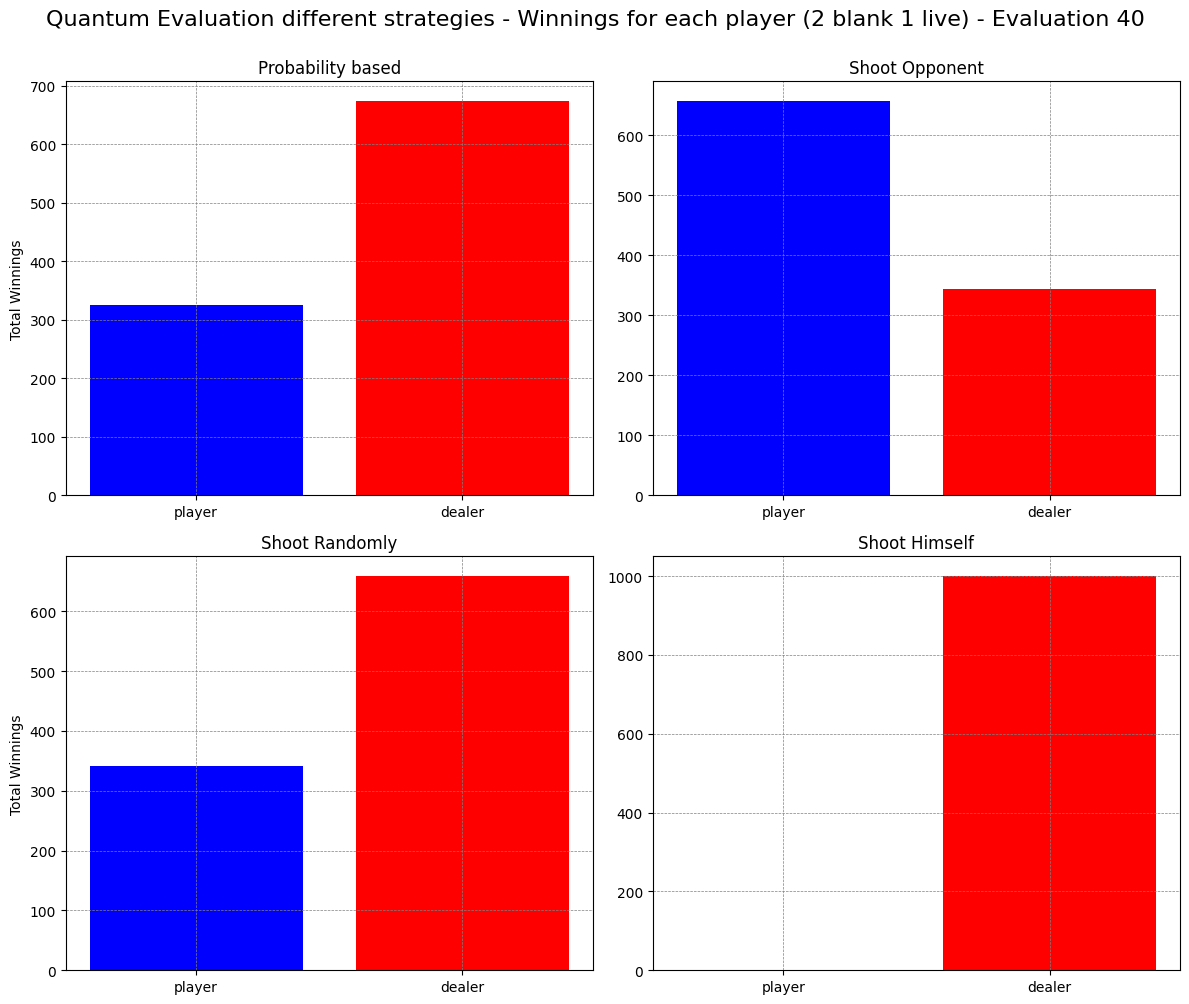 Quantum Evaluation different strategies - Winnings for each player (2 blank 1 live) - Evaluation 40
Probability based
Total Winnings
700
600
500
400
300
200
100
0
player
dealer
Shoot Opponent
600
500
400
300
200
100
0
player
dealer
Shoot Randomly
Total Winnings
600
500
400
300
200
100
0
player
dealer
Shoot Himself
1000
800
600
400
200
0
player
dealer